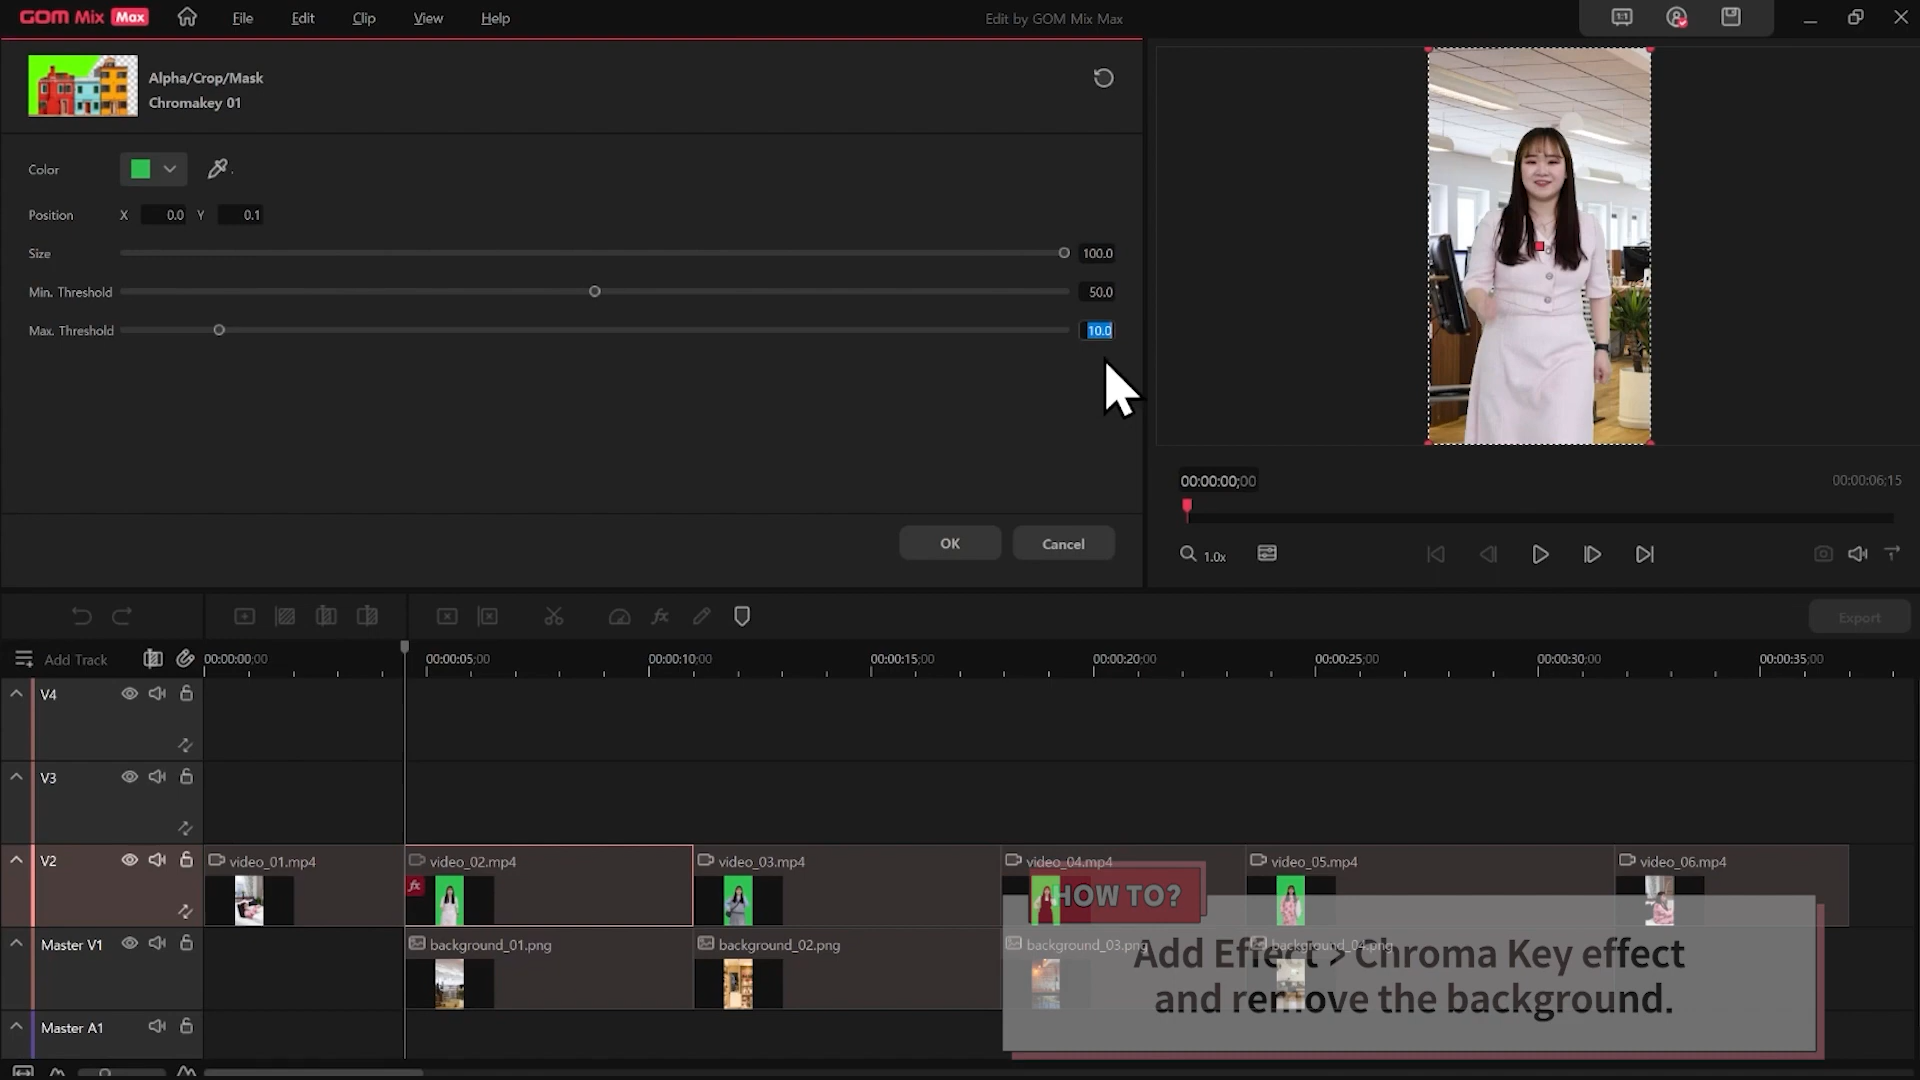 GOM Mix Max
File
Edit
Clip
View
Help
Edit by GOM Mix Max
1:1
Alpha/Crop/Mask
Chromakey 01
Color
Position X 0.0 Y 0.1
Size 100.0
Min. Threshold 50.0
Max. Threshold 10.0
OK
Cancel
00:00:00;00
00:00:06;15
1.0x
fx
Export
Add Track
00:00:00;00
00:00:05;00
00:00:10;00
00:00:15;00
00:00:20;00
00:00:25;00
00:00:30;00
00:00:35;00
V4
V3
V2
video_01.mp4
video_02.mp4
video_03.mp4
video_04.mp4
video_05.mp4
video_06.mp4
fx
HOW TO?
Master V1
background_01.png
background_02.png
background_03.png
background_04.png
Add Effect > Chroma Key effect
and remove the background.
Master A1